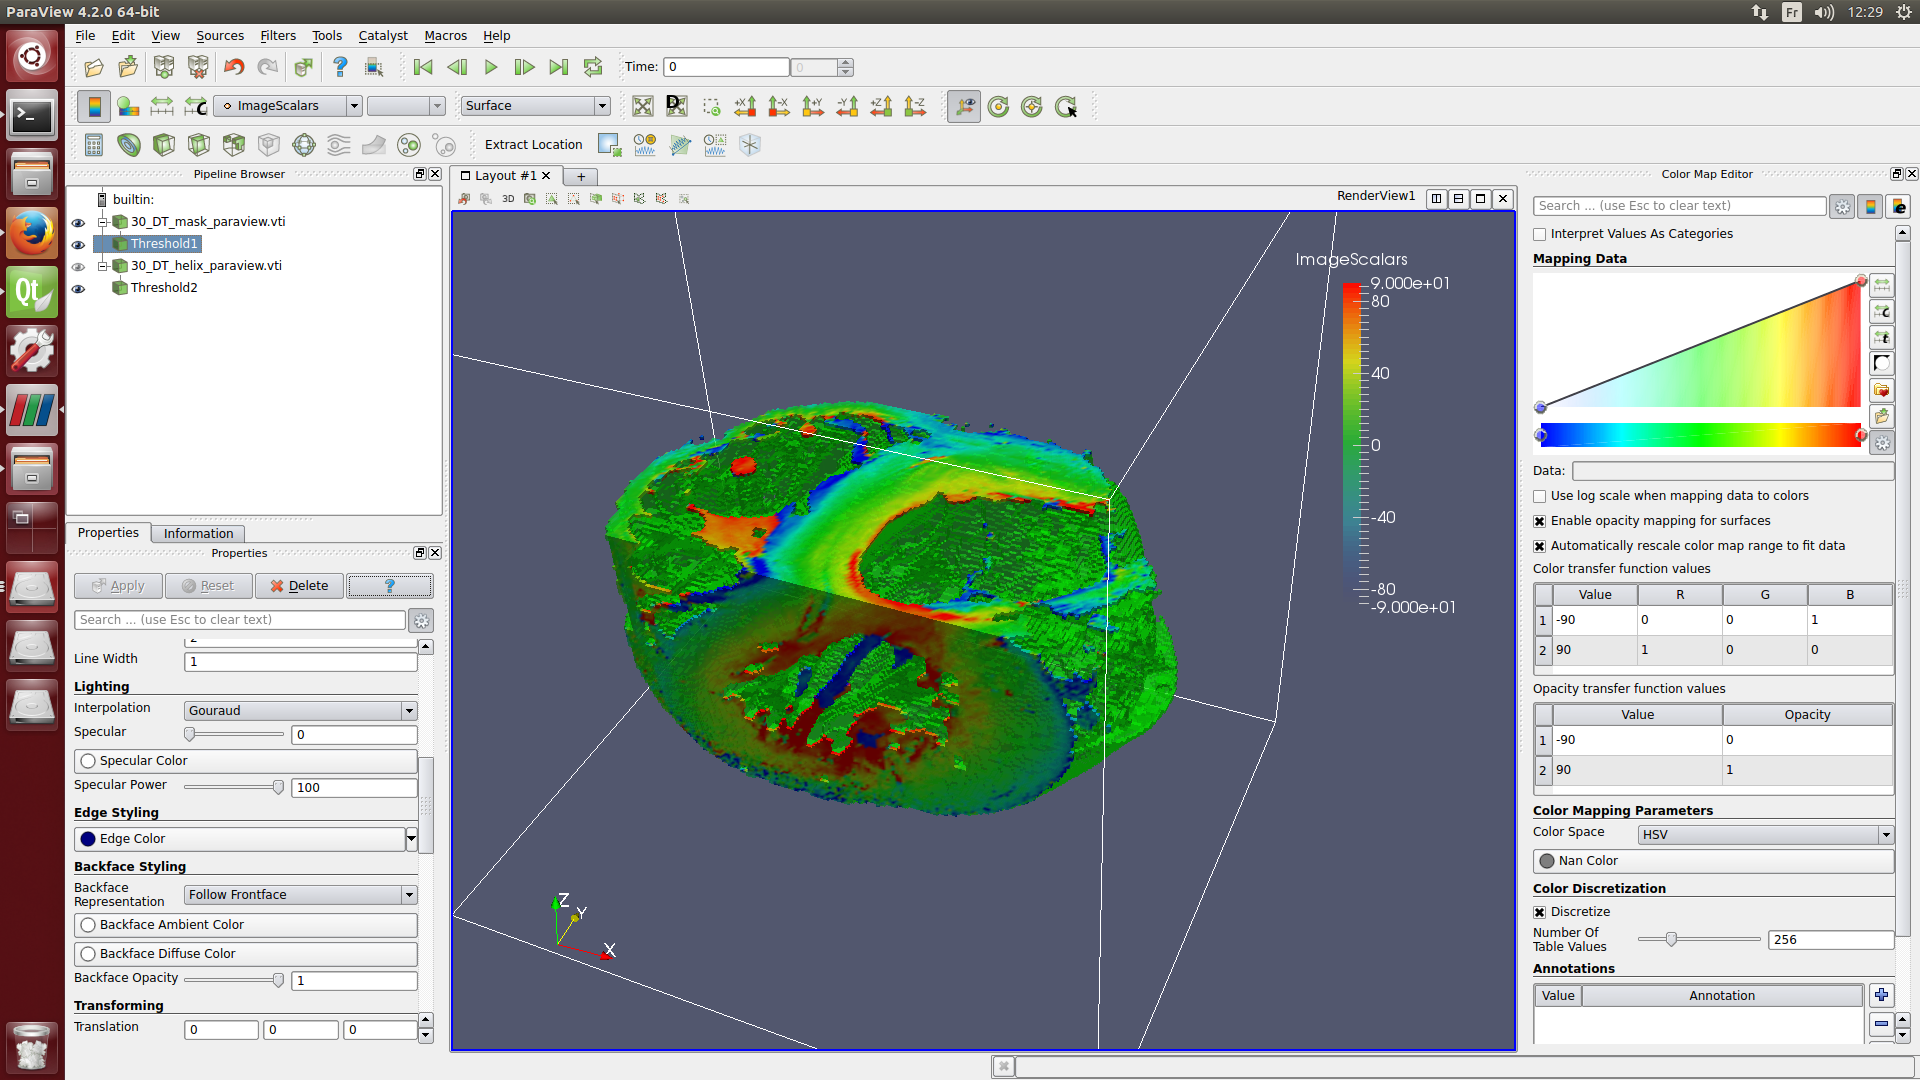 ParaView 4.2.0 64-bit
Fr
12:29
File Edit View Sources Filters Tools Catalyst Macros Help
Time: 0
0
ImageScalars
Surface
D
+X
-X
+Y
-Y
+Z
-Z
Extract Location
Pipeline Browser
builtin:
30_DT_mask_paraview.vti
Threshold1
30_DT_helix_paraview.vti
Threshold2
Properties
Information
Properties
Apply
Reset
Delete
?
Search ... (use Esc to clear text)
Line Width
1
Lighting
Interpolation
Gouraud
Specular
0
Specular Color
Specular Power
100
Edge Styling
Edge Color
Backface Styling
Backface
Representation
Follow Frontface
Backface Ambient Color
Backface Diffuse Color
Backface Opacity
1
Transforming
Translation
0
0
0
Layout #1
+
3D
RenderView1
ImageScalars
9.000e+01
80
40
0
-40
-80
-9.000e+01
Z
Y
X
Color Map Editor
Search ... (use Esc to clear text)
Interpret Values As Categories
Mapping Data
Data:
Use log scale when mapping data to colors
Enable opacity mapping for surfaces
Automatically rescale color map range to fit data
Color transfer function values
Value R G B
1 -90 0 0 1
2 90 1 0 0
Opacity transfer function values
Value Opacity
1 -90 0
2 90 1
Color Mapping Parameters
Color Space
HSV
Nan Color
Color Discretization
Discretize
Number Of
Table Values
256
Annotations
Value Annotation